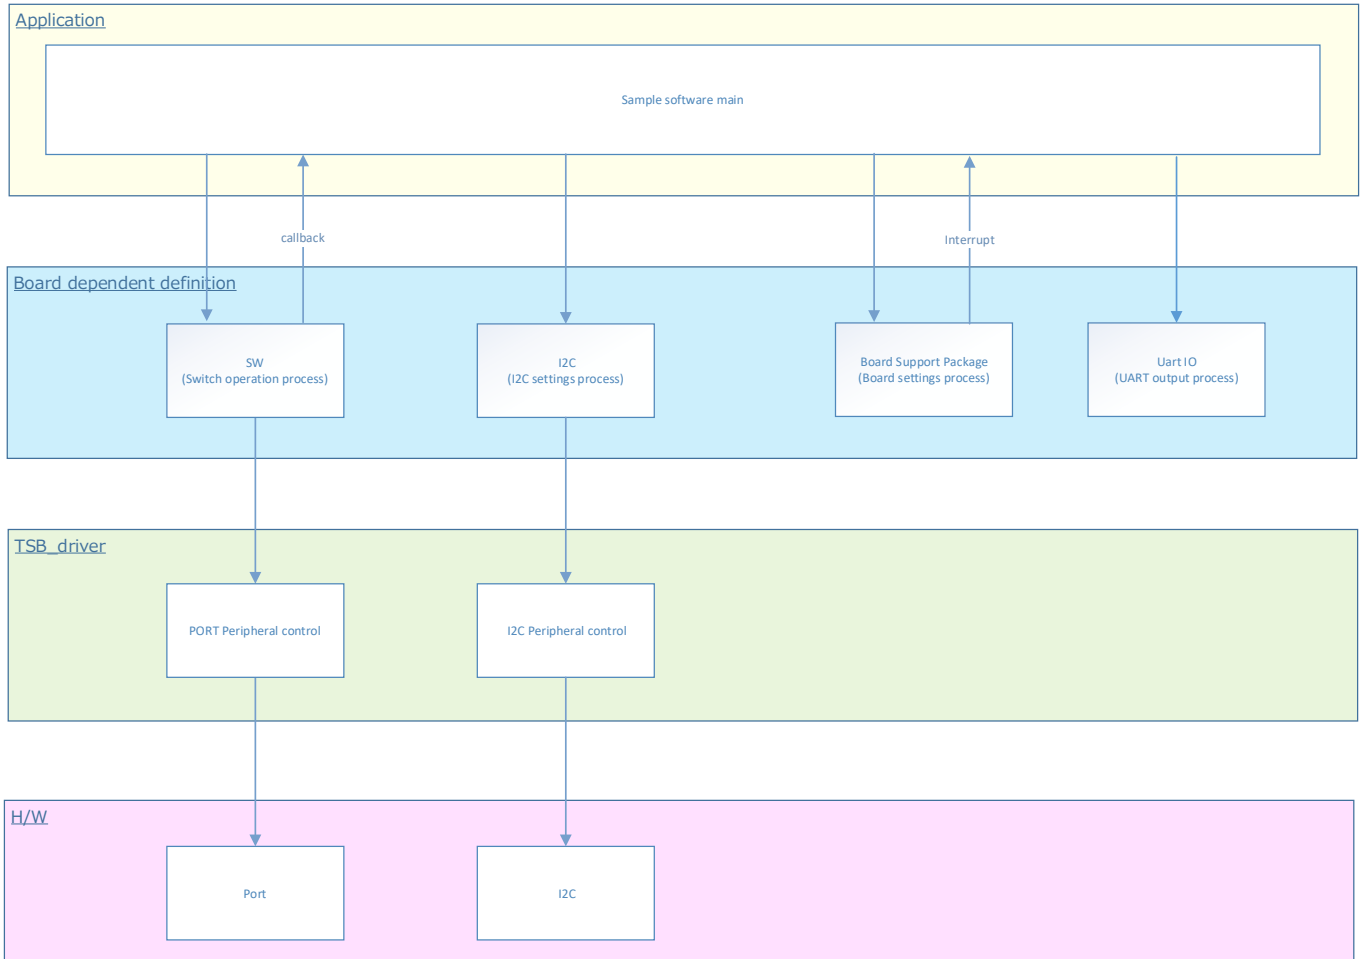 Application
Sample software main
callback
Interrupt
Board dependent definition
SW
(Switch operation process)
I2C
(I2C settings process)
Board Support Package
(Board settings process)
Uart IO
(UART output process)
TSB_driver
PORT Peripheral control
I2C Peripheral control
H/W
Port
I2C